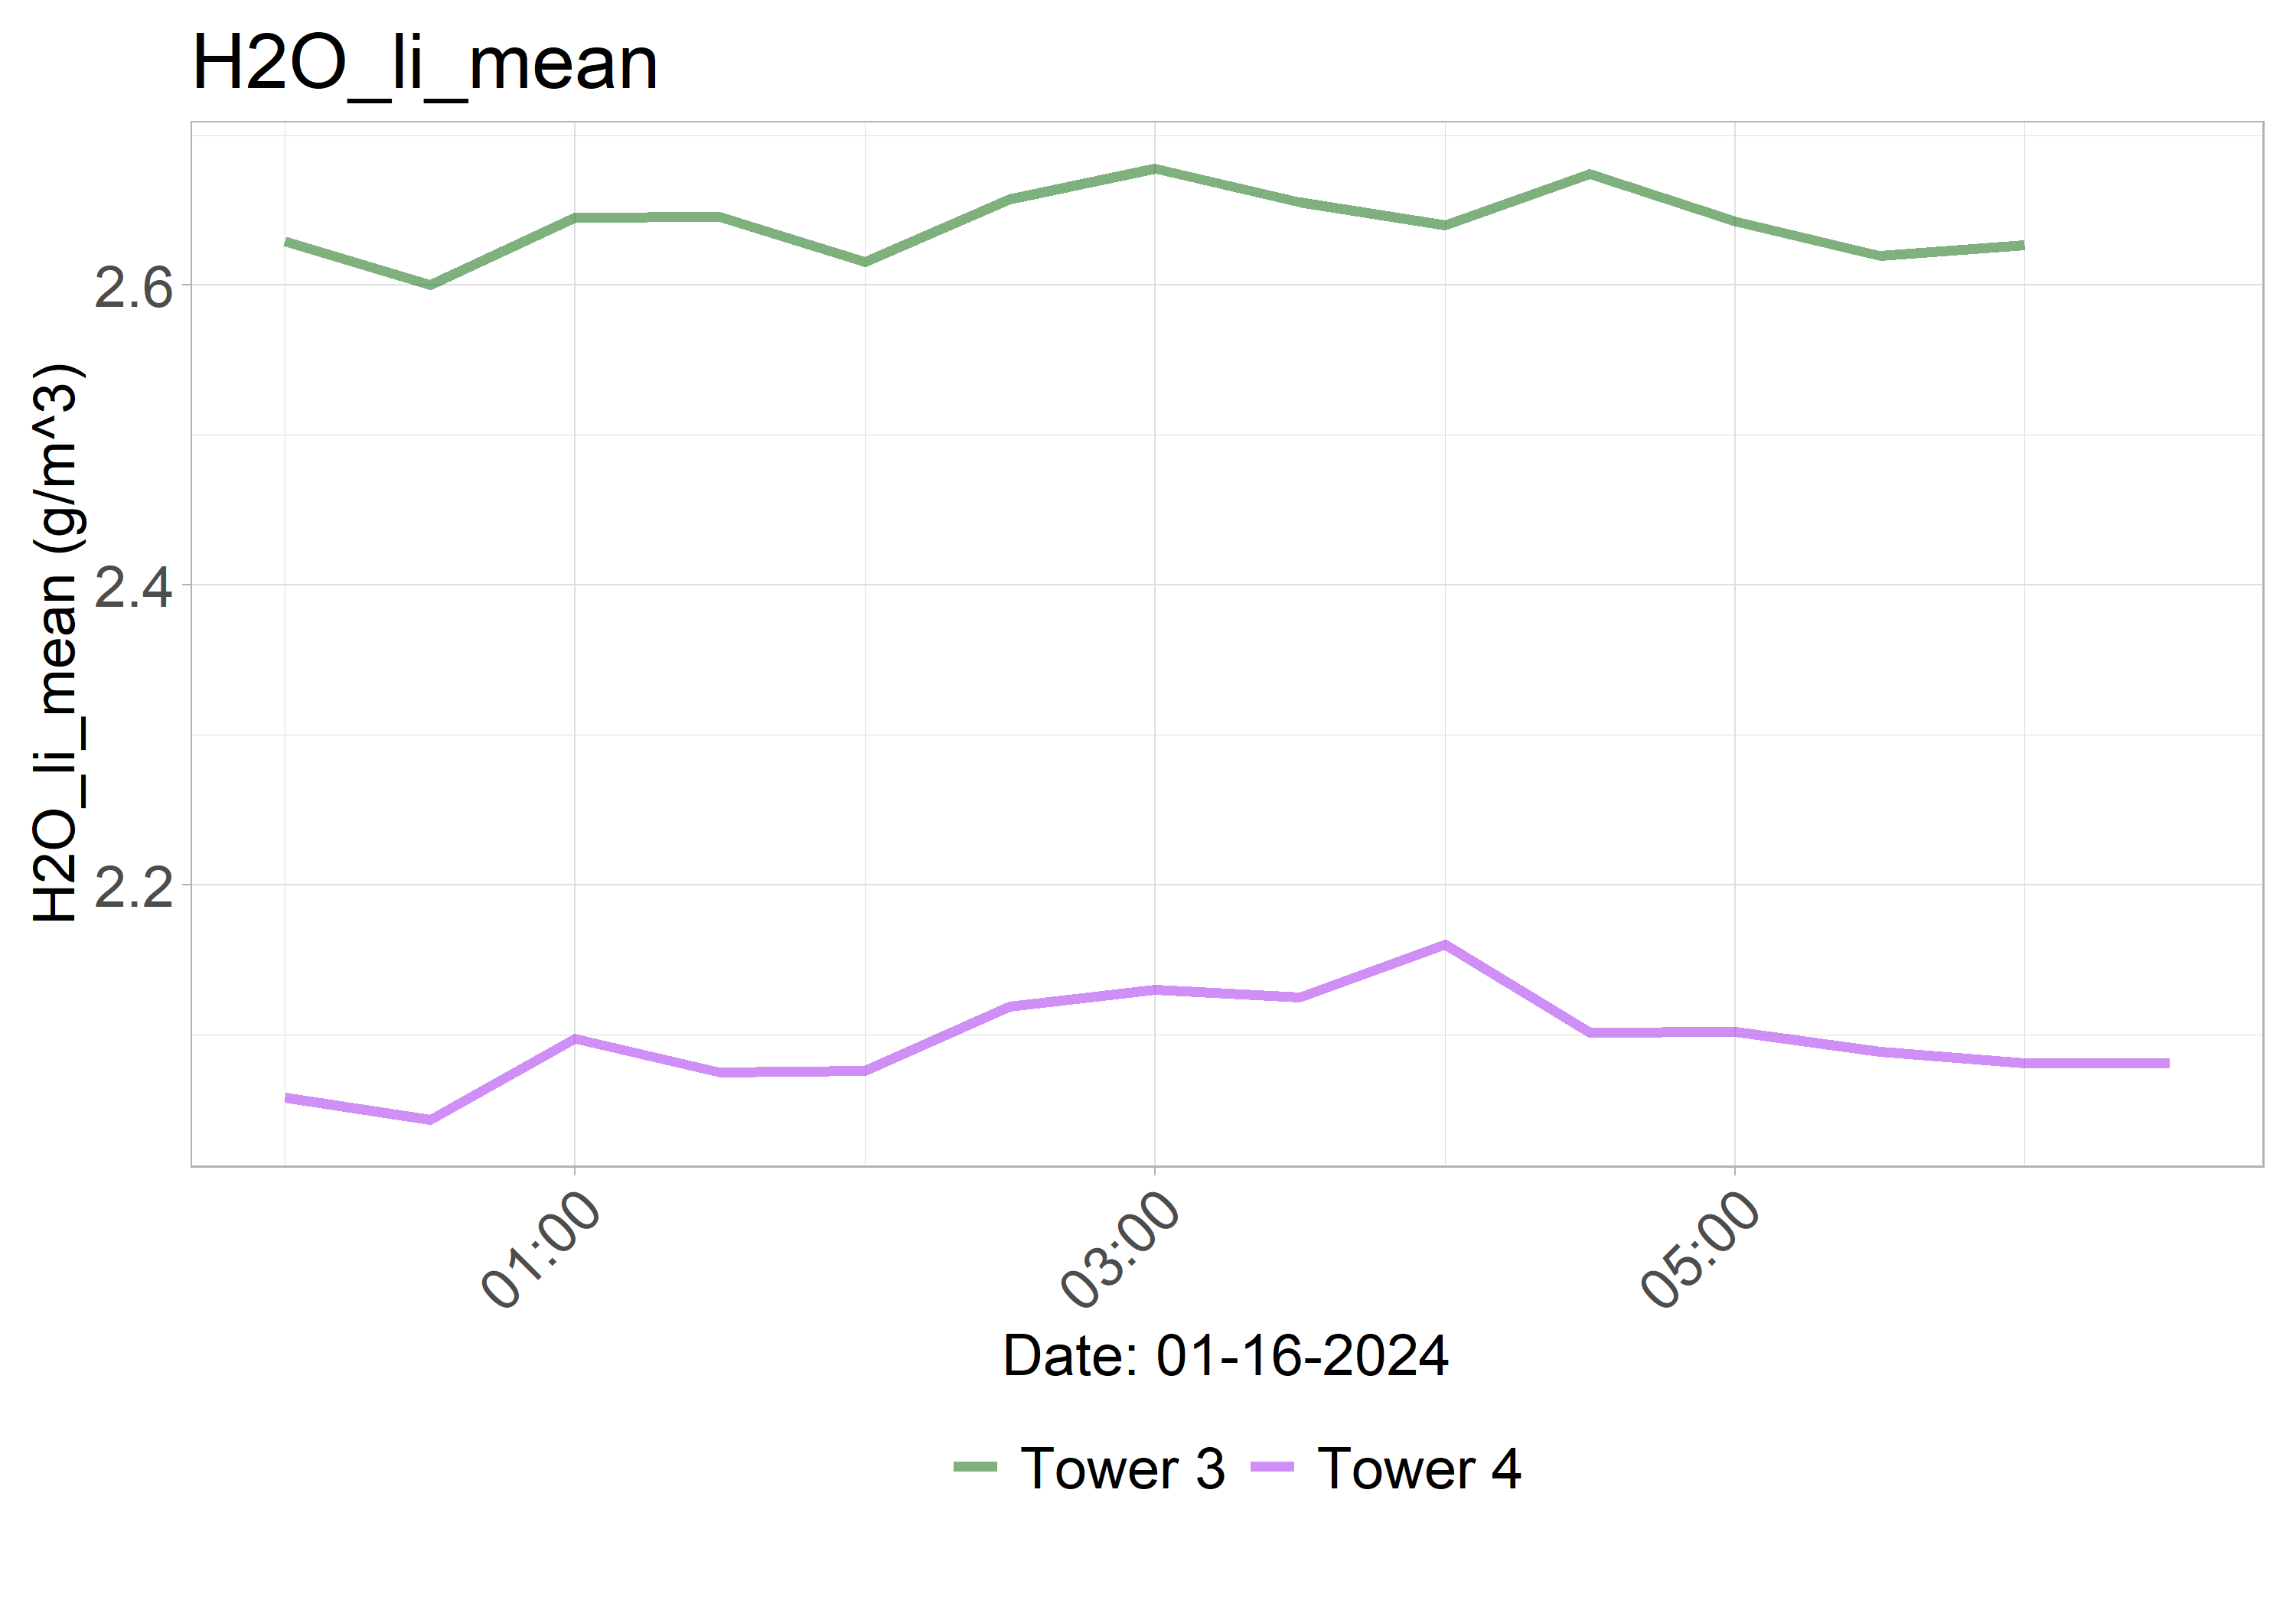 H2O_li_mean
H2O_li_mean (g/m^3)
2.6
2.4
2.2
01:00
03:00
05:00
Date: 01-16-2024
Tower 3
Tower 4